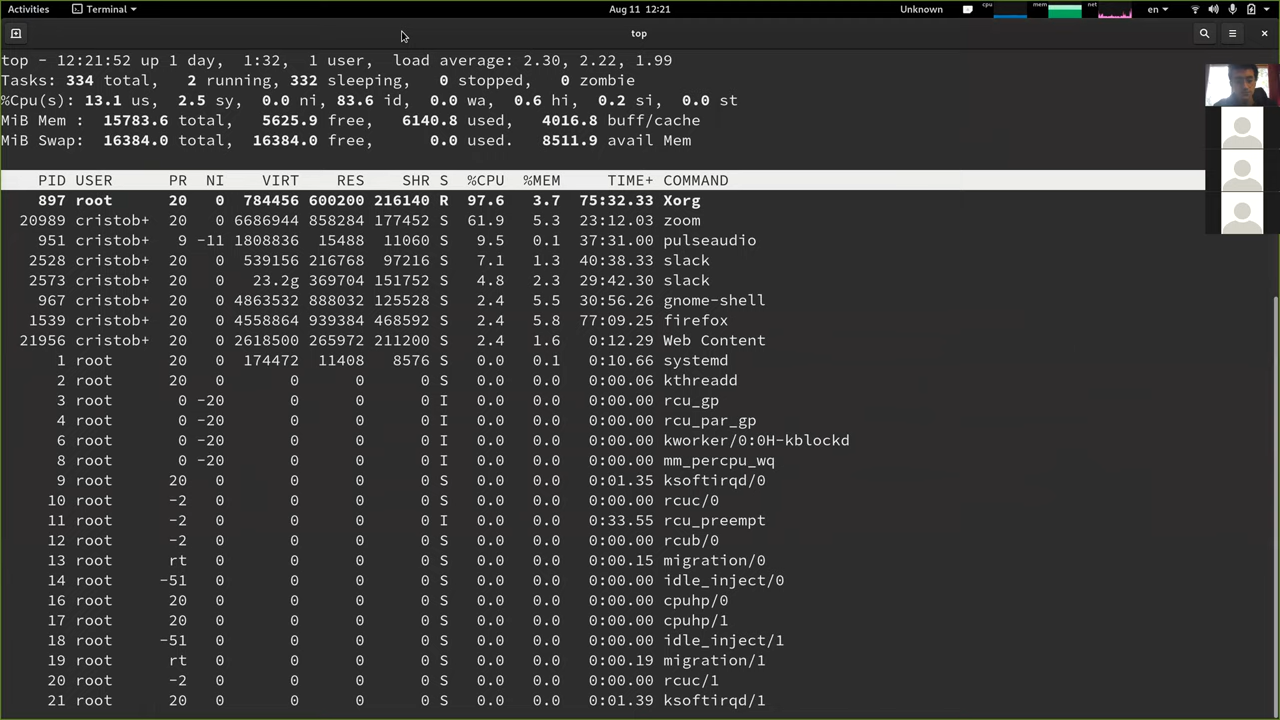 Activities Terminal Aug 11 12:21 Unknown cpu mem net en
top
top - 12:21:52 up 1 day,  1:32,  1 user,  load average: 2.30, 2.22, 1.99
Tasks: 334 total,   2 running, 332 sleeping,   0 stopped,   0 zombie
%Cpu(s): 13.1 us,  2.5 sy,  0.0 ni, 83.6 id,  0.0 wa,  0.6 hi,  0.2 si,  0.0 st
MiB Mem :  15783.6 total,   5625.9 free,   6140.8 used,   4016.8 buff/cache
MiB Swap:  16384.0 total,  16384.0 free,      0.0 used.   8511.9 avail Mem
PID USER PR NI VIRT RES SHR S %CPU %MEM TIME+ COMMAND
897 root 20 0 784456 600200 216140 R 97.6 3.7 75:32.33 Xorg
20989 cristob+ 20 0 6686944 858284 177452 S 61.9 5.3 23:12.03 zoom
951 cristob+ 9 -11 1808836 15488 11060 S 9.5 0.1 37:31.00 pulseaudio
2528 cristob+ 20 0 539156 216768 97216 S 7.1 1.3 40:38.33 slack
2573 cristob+ 20 0 23.2g 369704 151752 S 4.8 2.3 29:42.30 slack
967 cristob+ 20 0 4863532 888032 125528 S 2.4 5.5 30:56.26 gnome-shell
1539 cristob+ 20 0 4558864 939384 468592 S 2.4 5.8 77:09.25 firefox
21956 cristob+ 20 0 2618500 265972 211200 S 2.4 1.6 0:12.29 Web Content
1 root 20 0 174472 11408 8576 S 0.0 0.1 0:10.66 systemd
2 root 20 0 0 0 0 S 0.0 0.0 0:00.06 kthreadd
3 root 0 -20 0 0 0 I 0.0 0.0 0:00.00 rcu_gp
4 root 0 -20 0 0 0 I 0.0 0.0 0:00.00 rcu_par_gp
6 root 0 -20 0 0 0 I 0.0 0.0 0:00.00 kworker/0:0H-kblockd
8 root 0 -20 0 0 0 I 0.0 0.0 0:00.00 mm_percpu_wq
9 root 20 0 0 0 0 S 0.0 0.0 0:01.35 ksoftirqd/0
10 root -2 0 0 0 0 S 0.0 0.0 0:00.00 rcuc/0
11 root -2 0 0 0 0 I 0.0 0.0 0:33.55 rcu_preempt
12 root -2 0 0 0 0 S 0.0 0.0 0:00.00 rcub/0
13 root rt 0 0 0 0 S 0.0 0.0 0:00.15 migration/0
14 root -51 0 0 0 0 S 0.0 0.0 0:00.00 idle_inject/0
16 root 20 0 0 0 0 S 0.0 0.0 0:00.00 cpuhp/0
17 root 20 0 0 0 0 S 0.0 0.0 0:00.00 cpuhp/1
18 root -51 0 0 0 0 S 0.0 0.0 0:00.00 idle_inject/1
19 root rt 0 0 0 0 S 0.0 0.0 0:00.19 migration/1
20 root -2 0 0 0 0 S 0.0 0.0 0:00.00 rcuc/1
21 root 20 0 0 0 0 S 0.0 0.0 0:01.39 ksoftirqd/1